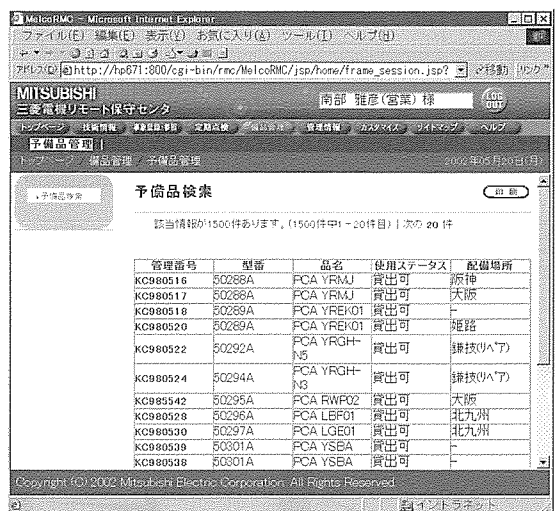 MelcoRMC - Microsoft Internet Explorer
ファイル(F) 編集(E) 表示(V) お気に入り(A) ツール(T) ヘルプ(H)
アドレス(D) http://hp671:800/cgi-bin/rmc/MelcoRMC/jsp/home/frame_session.jsp? 移動 リンク
MITSUBISHI
三菱電機リモート保守センタ
南部 雅彦(営業) 様
LOG OUT
トップページ 技術情報 定期点検 管理情報 カスタマイズ サイトマップ ヘルプ
予備品管理
トップページ 備品管理 予備品管理 2002年05月20日(月)
予備品検索
予備品検索 印刷
該当情報が1500件あります。(1500件中1-20件目) | 次の 20 件
管理番号 型番 品名 使用ステータス 配備場所
KC980516 50288A PCA YRMJ 貸出可 阪神
KC980517 50288A PCA YRMJ 貸出可 大阪
KC980518 50289A PCA YREK01 貸出可 -
KC980520 50289A PCA YREK01 貸出可 姫路
KC980522 50292A PCA YRGH-N5 貸出可 鎌技(リペア)
KC980524 50294A PCA YRGH-N3 貸出可 鎌技(リペア)
KC985542 50295A PCA RWP02 貸出可 大阪
KC980528 50296A PCA LBF01 貸出可 北九州
KC980530 50297A PCA LGE01 貸出可 北九州
KC980539 50301A PCA YSBA 貸出可 -
KC980538 50301A PCA YSBA 貸出可 -
Copyright (C) 2002 Mitsubishi Electric Corporation. All Rights Reserved
イントラネット